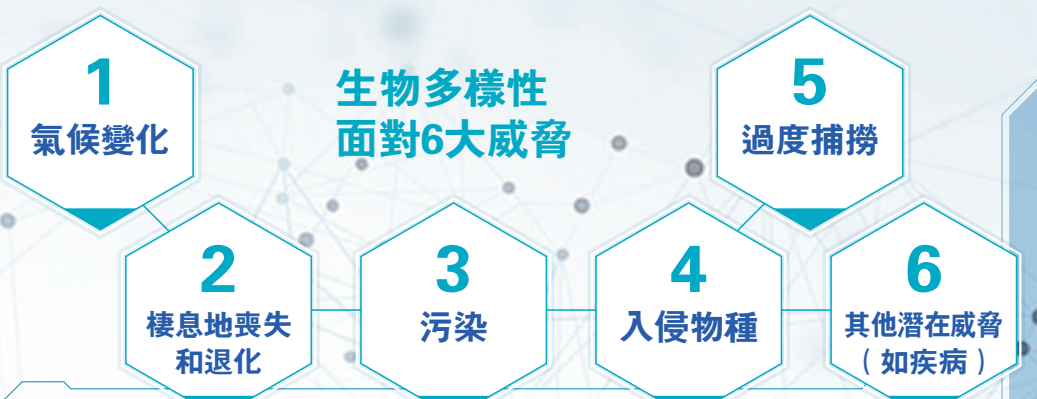 生物多樣性
面對6大威脅
1
氣候變化
2
棲息地喪失
和退化
3
污染
4
入侵物種
5
過度捕撈
6
其他潛在威脅
（如疾病）